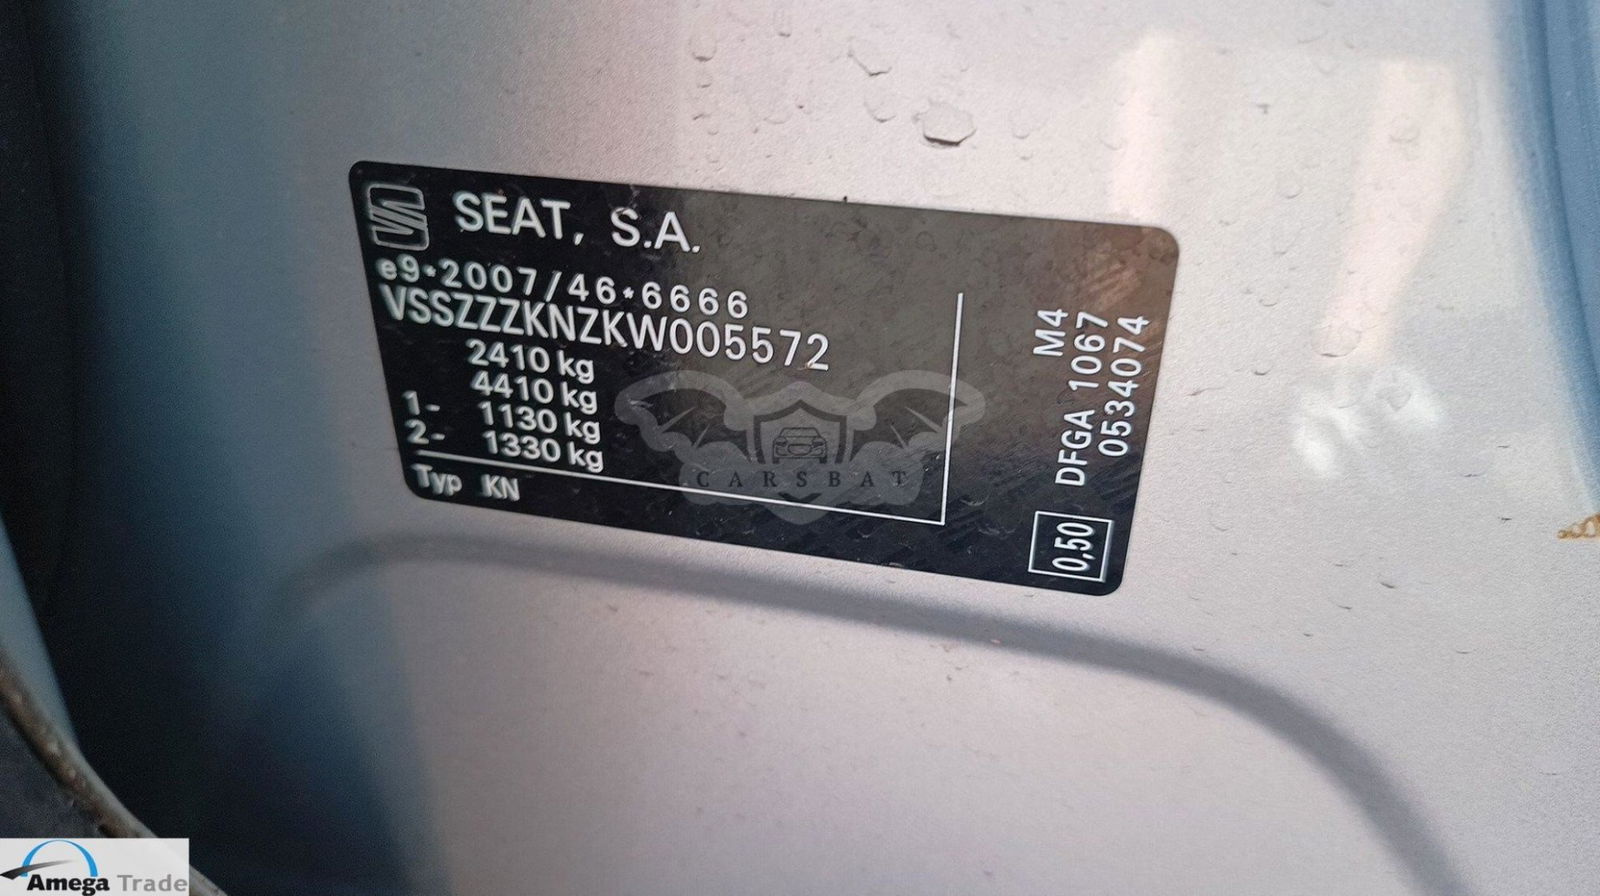 SEAT, S.A.
e9*2007/46*6666
VSSZZZKNZKW005572
2410 kg
4410 kg
1- 1130 kg
2- 1330 kg
Typ KN
M4
DFGA 1067
0534074
0,50
CARSBAT
Amega Trade